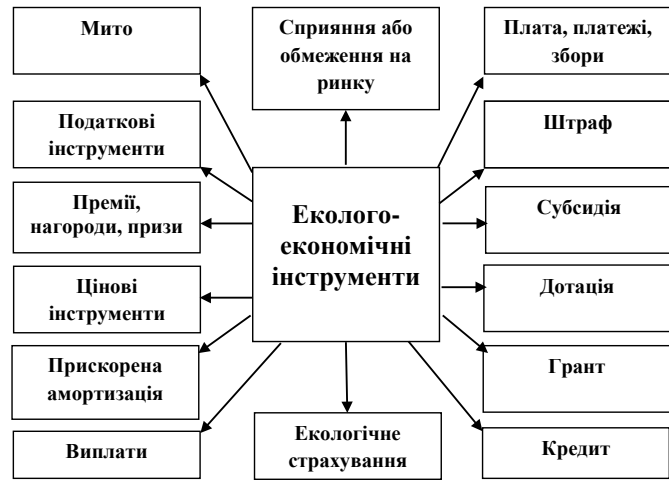 Мито
Сприяння або
обмеження на
ринку
Плата, платежі,
збори
Податкові
інструменти
Штраф
Премії,
нагороди, призи
Еколого-
економічні
інструменти
Субсидія
Цінові
інструменти
Дотація
Прискорена
амортизація
Грант
Виплати
Екологічне
страхування
Кредит